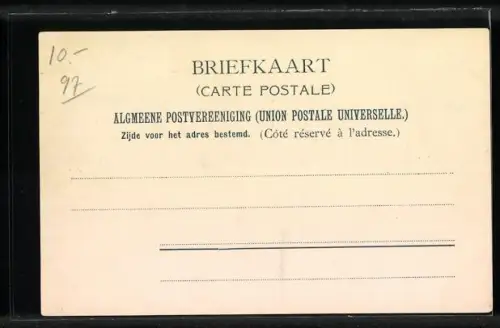 10.-
97
BRIEFKAART
(CARTE POSTALE)
ALGMEENE POSTVEREENIGING (UNION POSTALE UNIVERSELLE.)
Zijde voor het adres bestemd. (Côté réservé à l'adresse.)